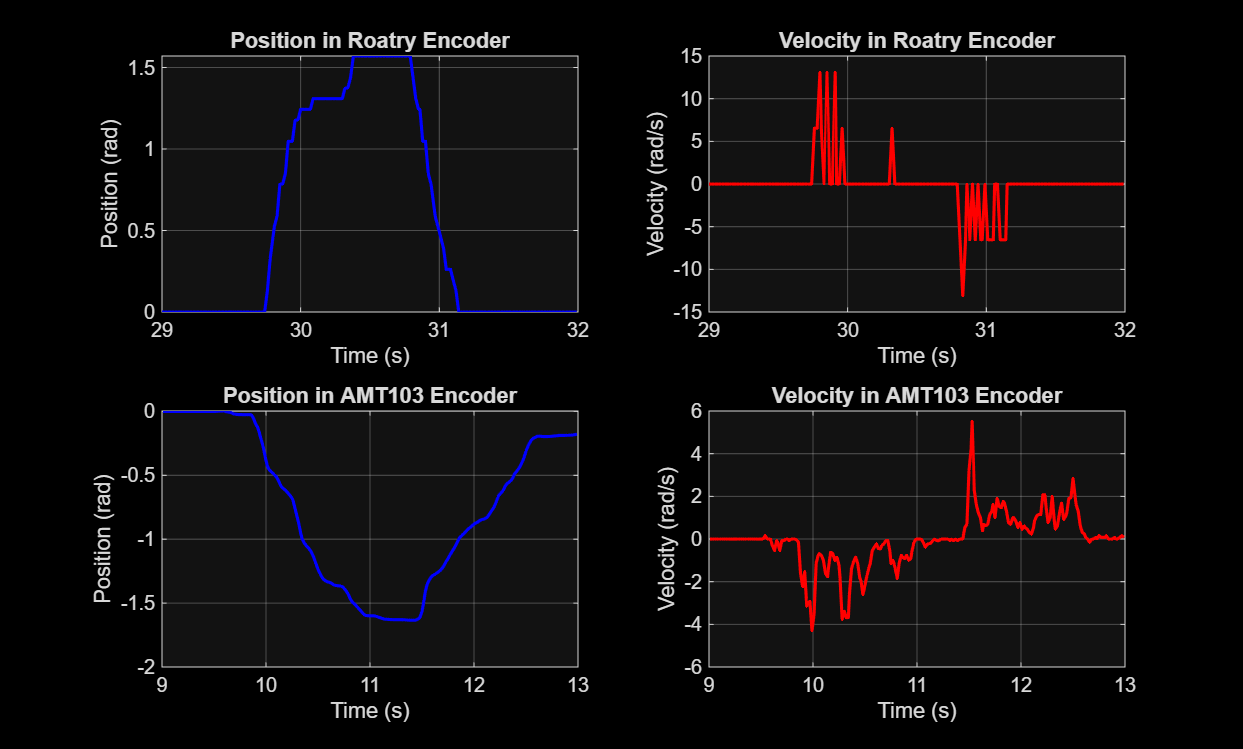 Position in Roatry Encoder
Position (rad)
1.5
1
0.5
0
29 30 31 32
Time (s)
Velocity in Roatry Encoder
Velocity (rad/s)
15
10
5
0
-5
-10
-15
29 30 31 32
Time (s)
Position in AMT103 Encoder
Position (rad)
0
-0.5
-1
-1.5
-2
9 10 11 12 13
Time (s)
Velocity in AMT103 Encoder
Velocity (rad/s)
6
4
2
0
-2
-4
-6
9 10 11 12 13
Time (s)